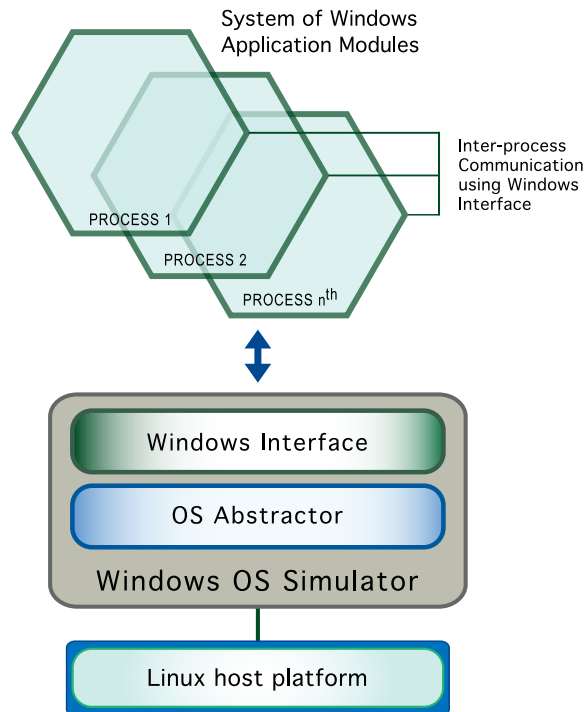 System of Windows
Application Modules
Inter-process
Communication
using Windows
Interface
PROCESS 1
PROCESS 2
PROCESS nth
Windows Interface
OS Abstractor
Windows OS Simulator
Linux host platform